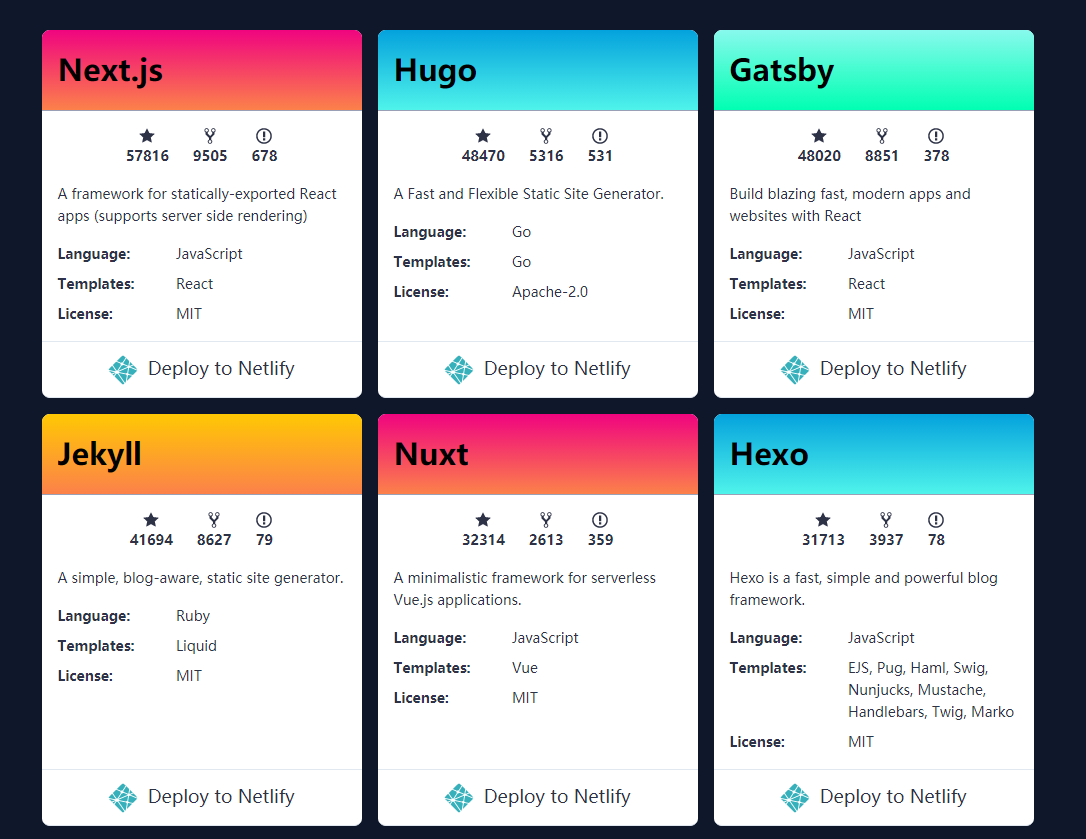 Next.js
57816 9505 678
A framework for statically-exported React
apps (supports server side rendering)
Language: JavaScript
Templates: React
License: MIT
Deploy to Netlify
Hugo
48470 5316 531
A Fast and Flexible Static Site Generator.
Language: Go
Templates: Go
License: Apache-2.0
Deploy to Netlify
Gatsby
48020 8851 378
Build blazing fast, modern apps and
websites with React
Language: JavaScript
Templates: React
License: MIT
Deploy to Netlify
Jekyll
41694 8627 79
A simple, blog-aware, static site generator.
Language: Ruby
Templates: Liquid
License: MIT
Deploy to Netlify
Nuxt
32314 2613 359
A minimalistic framework for serverless
Vue.js applications.
Language: JavaScript
Templates: Vue
License: MIT
Deploy to Netlify
Hexo
31713 3937 78
Hexo is a fast, simple and powerful blog
framework.
Language: JavaScript
Templates: EJS, Pug, Haml, Swig,
Nunjucks, Mustache,
Handlebars, Twig, Marko
License: MIT
Deploy to Netlify